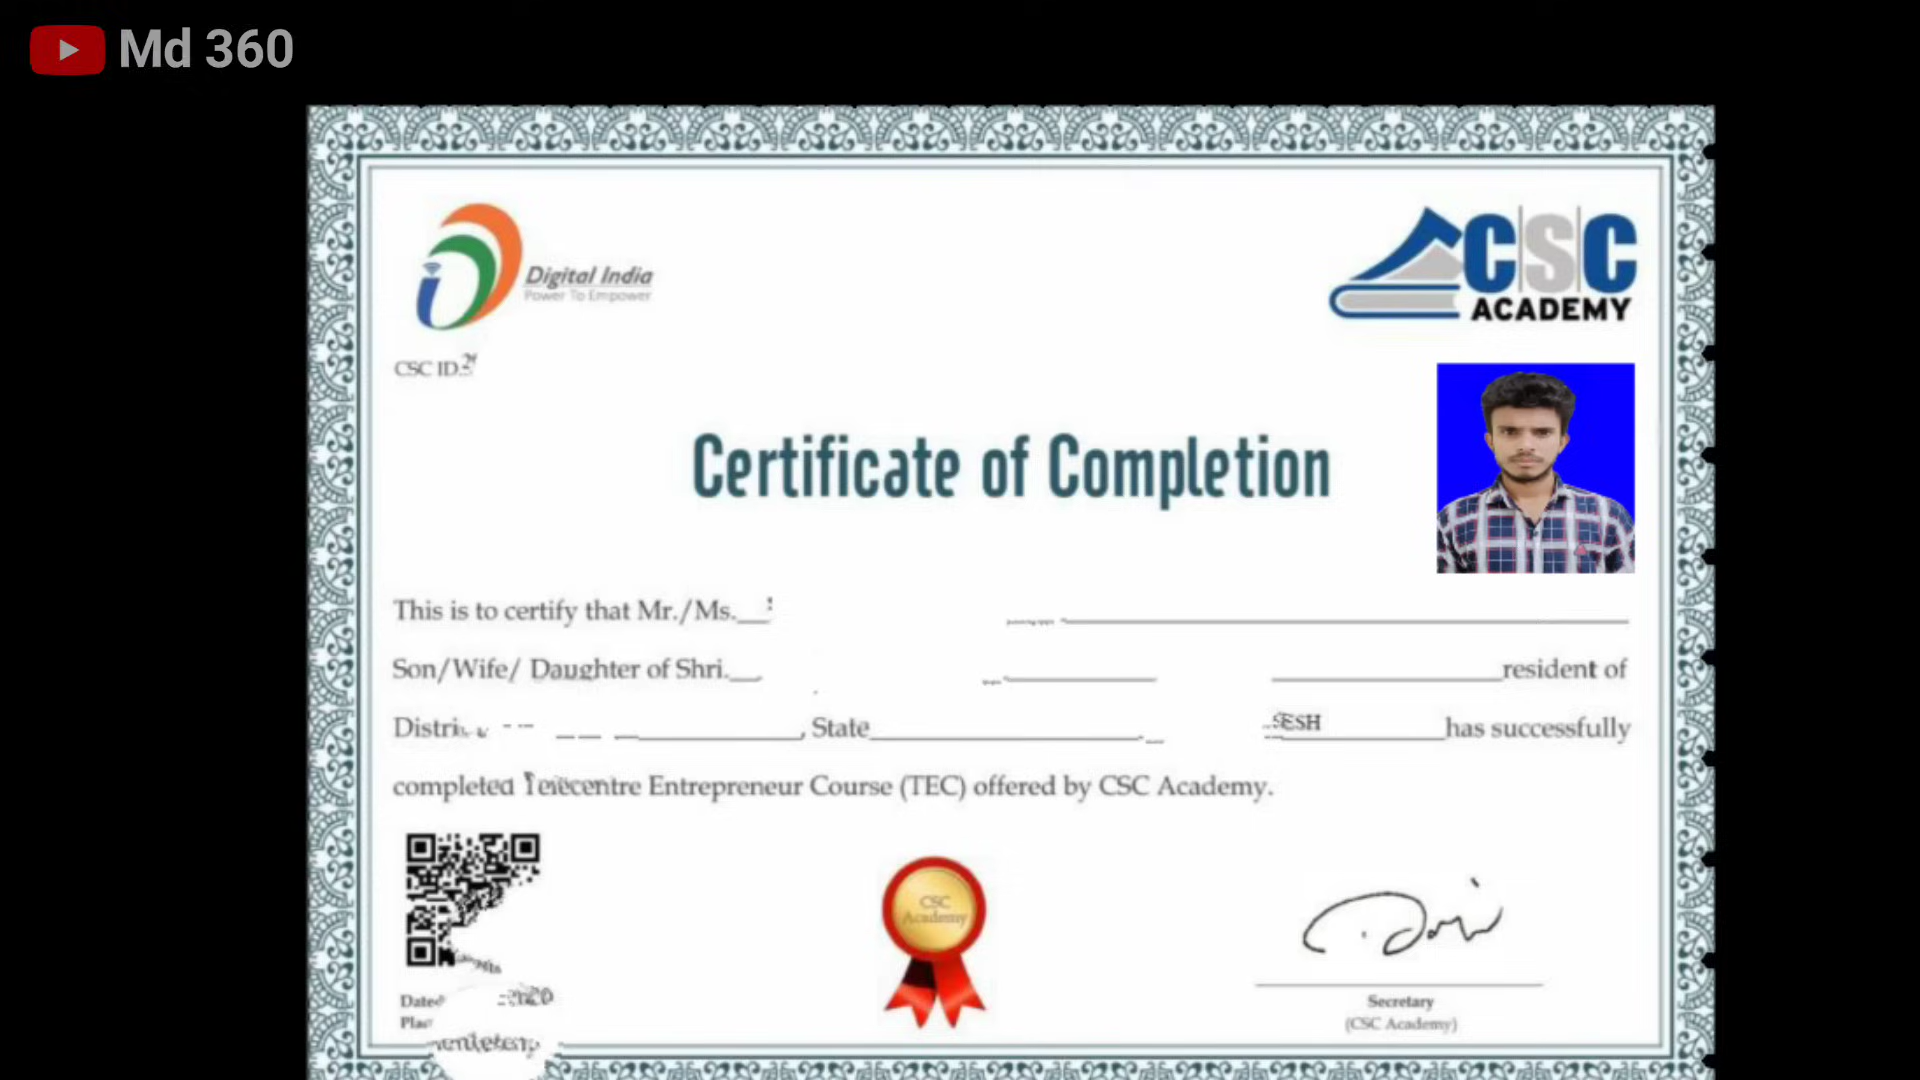 Md 360
Digital India
Power To Empower
CSC
ACADEMY
CSC ID.
Certificate of Completion
This is to certify that Mr./Ms.
Son/Wife/ Daughter of Shri. resident of
State has successfully
completed Telecentre Entrepreneur Course (TEC) offered by CSC Academy.
CSC
Academy
Secretary
(CSC Academy)